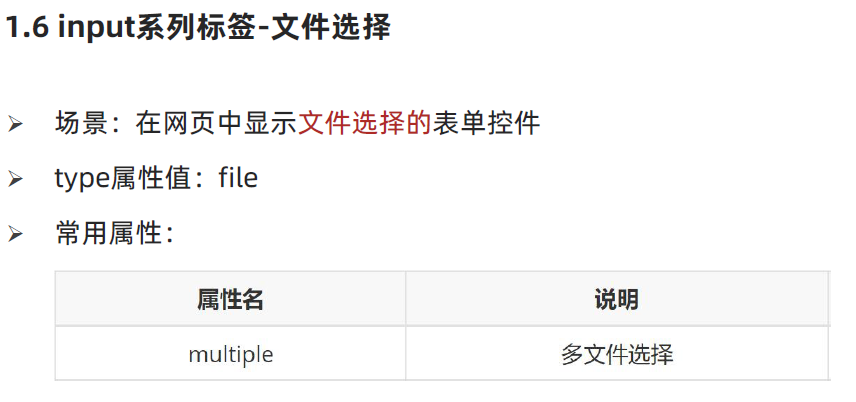 1.6 input系列标签-文件选择
➢ 场景：在网页中显示文件选择的表单控件
➢ type属性值：file
➢ 常用属性：
属性名 说明
multiple 多文件选择